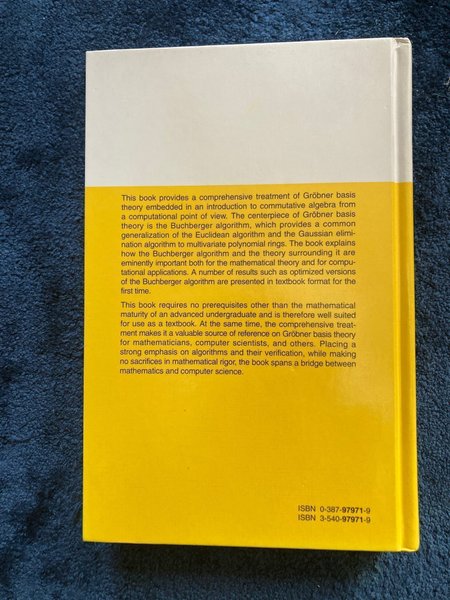 This book provides a comprehensive treatment of Gröbner basis
theory embedded in an introduction to commutative algebra from
a computational point of view. The centerpiece of Gröbner basis
theory is the Buchberger algorithm, which provides a common
generalization of the Euclidean algorithm and the Gaussian elimi-
nation algorithm to multivariate polynomial rings. The book explains
how the Buchberger algorithm and the theory surrounding it are
eminently important both for the mathematical theory and for compu-
tational applications. A number of results such as optimized versions
of the Buchberger algorithm are presented in textbook format for the
first time.
This book requires no prerequisites other than the mathematical
maturity of an advanced undergraduate and is therefore well suited
for use as a textbook. At the same time, the comprehensive treat-
ment makes it a valuable source of reference on Gröbner basis theory
for mathematicians, computer scientists, and others. Placing a
strong emphasis on algorithms and their verification, while making
no sacrifices in mathematical rigor, the book spans a bridge between
mathematics and computer science.
ISBN 0-387-97971-9
ISBN 3-540-97971-9